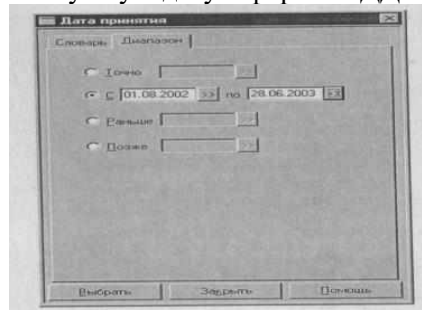 Дата принятия
Словарь Диапазон
Точно >>
С 01.08.2002 >> по 28.06.2003 >>
Раньше >>
Позже >>
Выбрать Закрыть Помощь